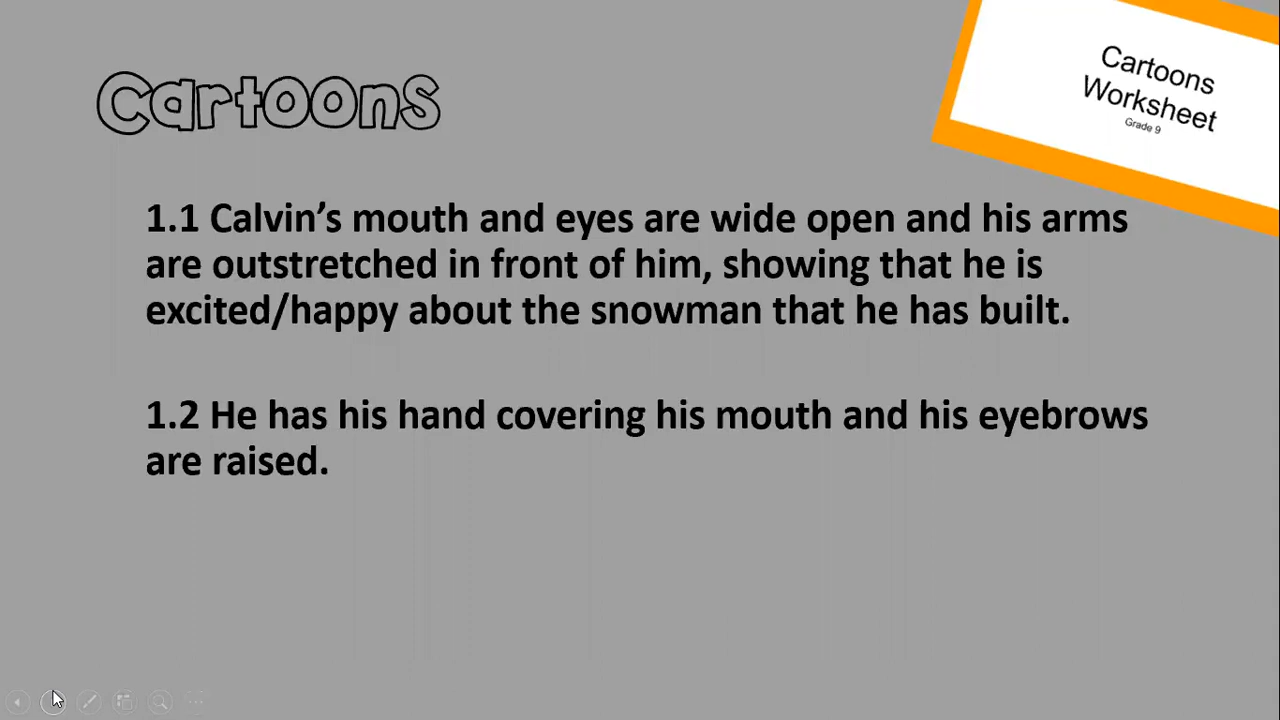 Cartoons
Cartoons
Worksheet
Grade 9
1.1 Calvin’s mouth and eyes are wide open and his arms
are outstretched in front of him, showing that he is
excited/happy about the snowman that he has built.
1.2 He has his hand covering his mouth and his eyebrows
are raised.